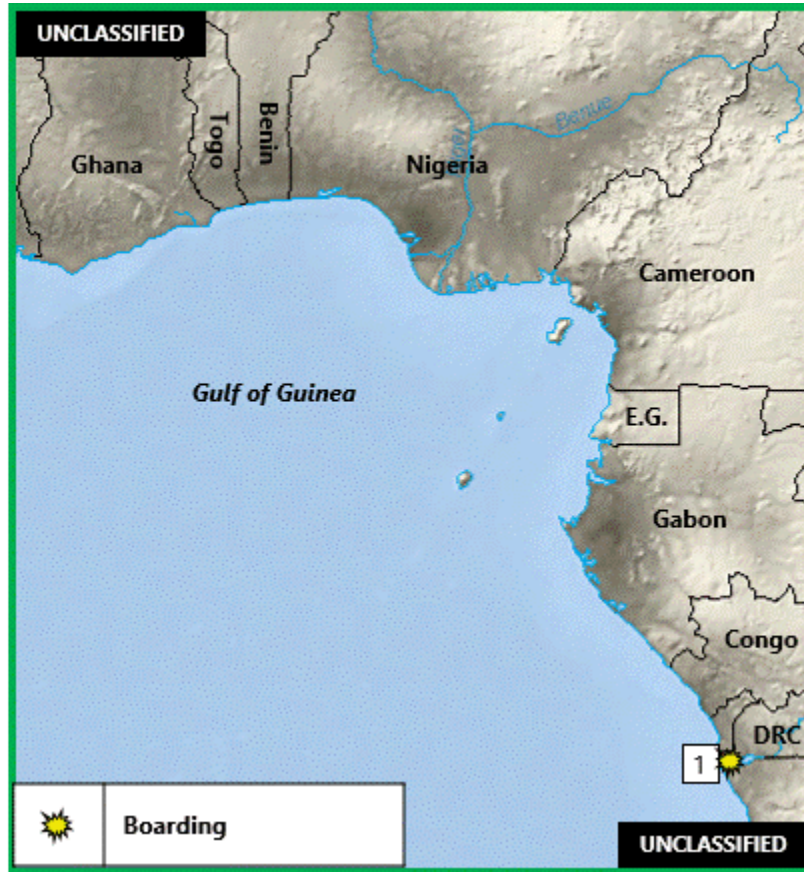 UNCLASSIFIED
Ghana
Togo
Benin
Nigeria
Benue
Cameroon
Gulf of Guinea
E.G.
Gabon
Congo
DRC
1
Boarding
UNCLASSIFIED